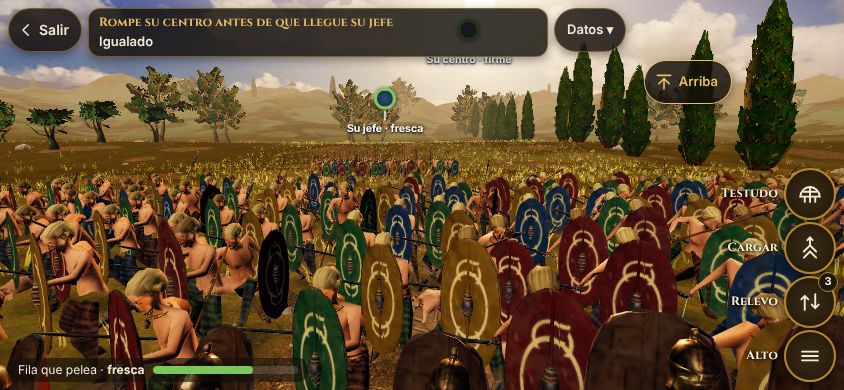 Salir
ROMPE SU CENTRO ANTES DE QUE LLEGUE SU JEFE
Igualado
Datos ▾
Su centro · firme
Arriba
Su jefe · fresca
TESTUDO
CARGAR
3
RELEVO
ALTO
Fila que pelea · fresca